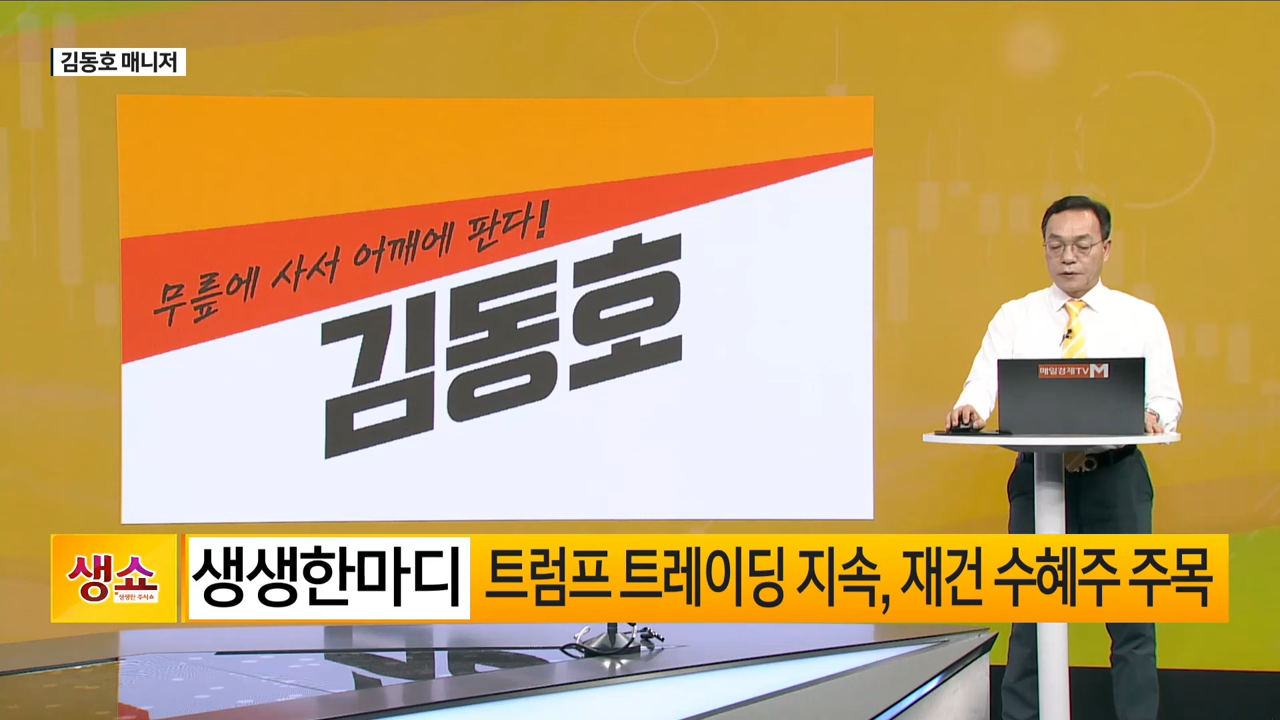 김동호 매니저
무릎에 사서 어깨에 판다!
김동호
매일경제TV M
생쇼
생생한 주식쇼
생생한마디
트럼프 트레이딩 지속, 재건 수혜주 주목